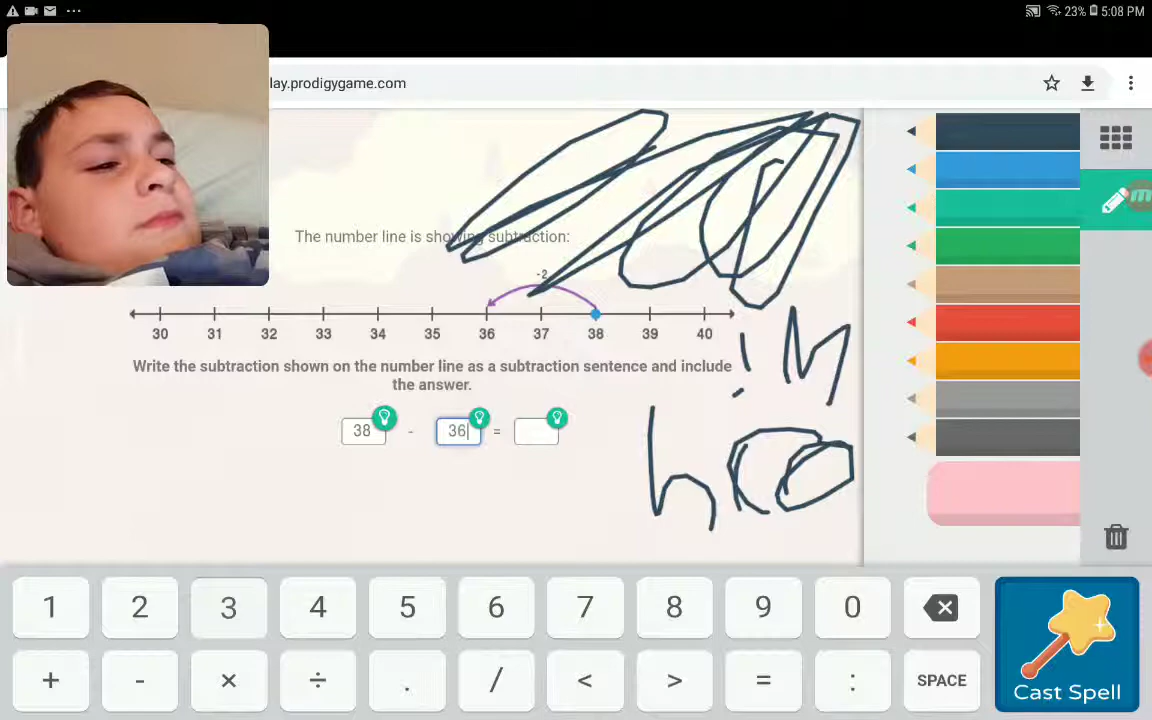 23% 5:08 PM
lay.prodigygame.com
The number line is showing subtraction:
-2
30 31 32 33 34 35 36 37 38 39 40
Write the subtraction shown on the number line as a subtraction sentence and include
the answer.
38 - 36 =
1 2 3 4 5 6 7 8 9 0
+ - × ÷ . / < > = : SPACE
Cast Spell